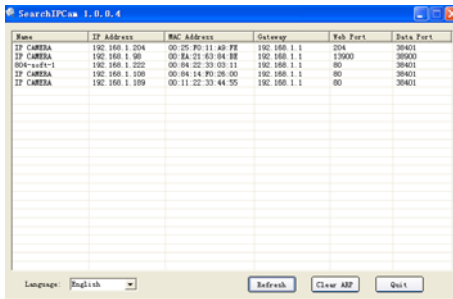 SearchIPCam 1.0.0.4
Name IP Address MAC Address Gateway Web Port Data Port
IP CAMERA 192.168.1.204 00:25:F0:11:A9:FE 192.168.1.1 204 38401
IP CAMERA 192.168.1.98 00:EA:21:63:84:BE 192.168.1.1 13900 38900
804-soft-1 192.168.1.222 00:84:22:33:03:11 192.168.1.1 80 38401
IP CAMERA 192.168.1.108 00:84:14:F0:26:00 192.168.1.1 80 38401
IP CAMERA 192.168.1.189 00:11:22:33:44:55 192.168.1.1 80 38401
Language: English Refresh Clear ARP Quit